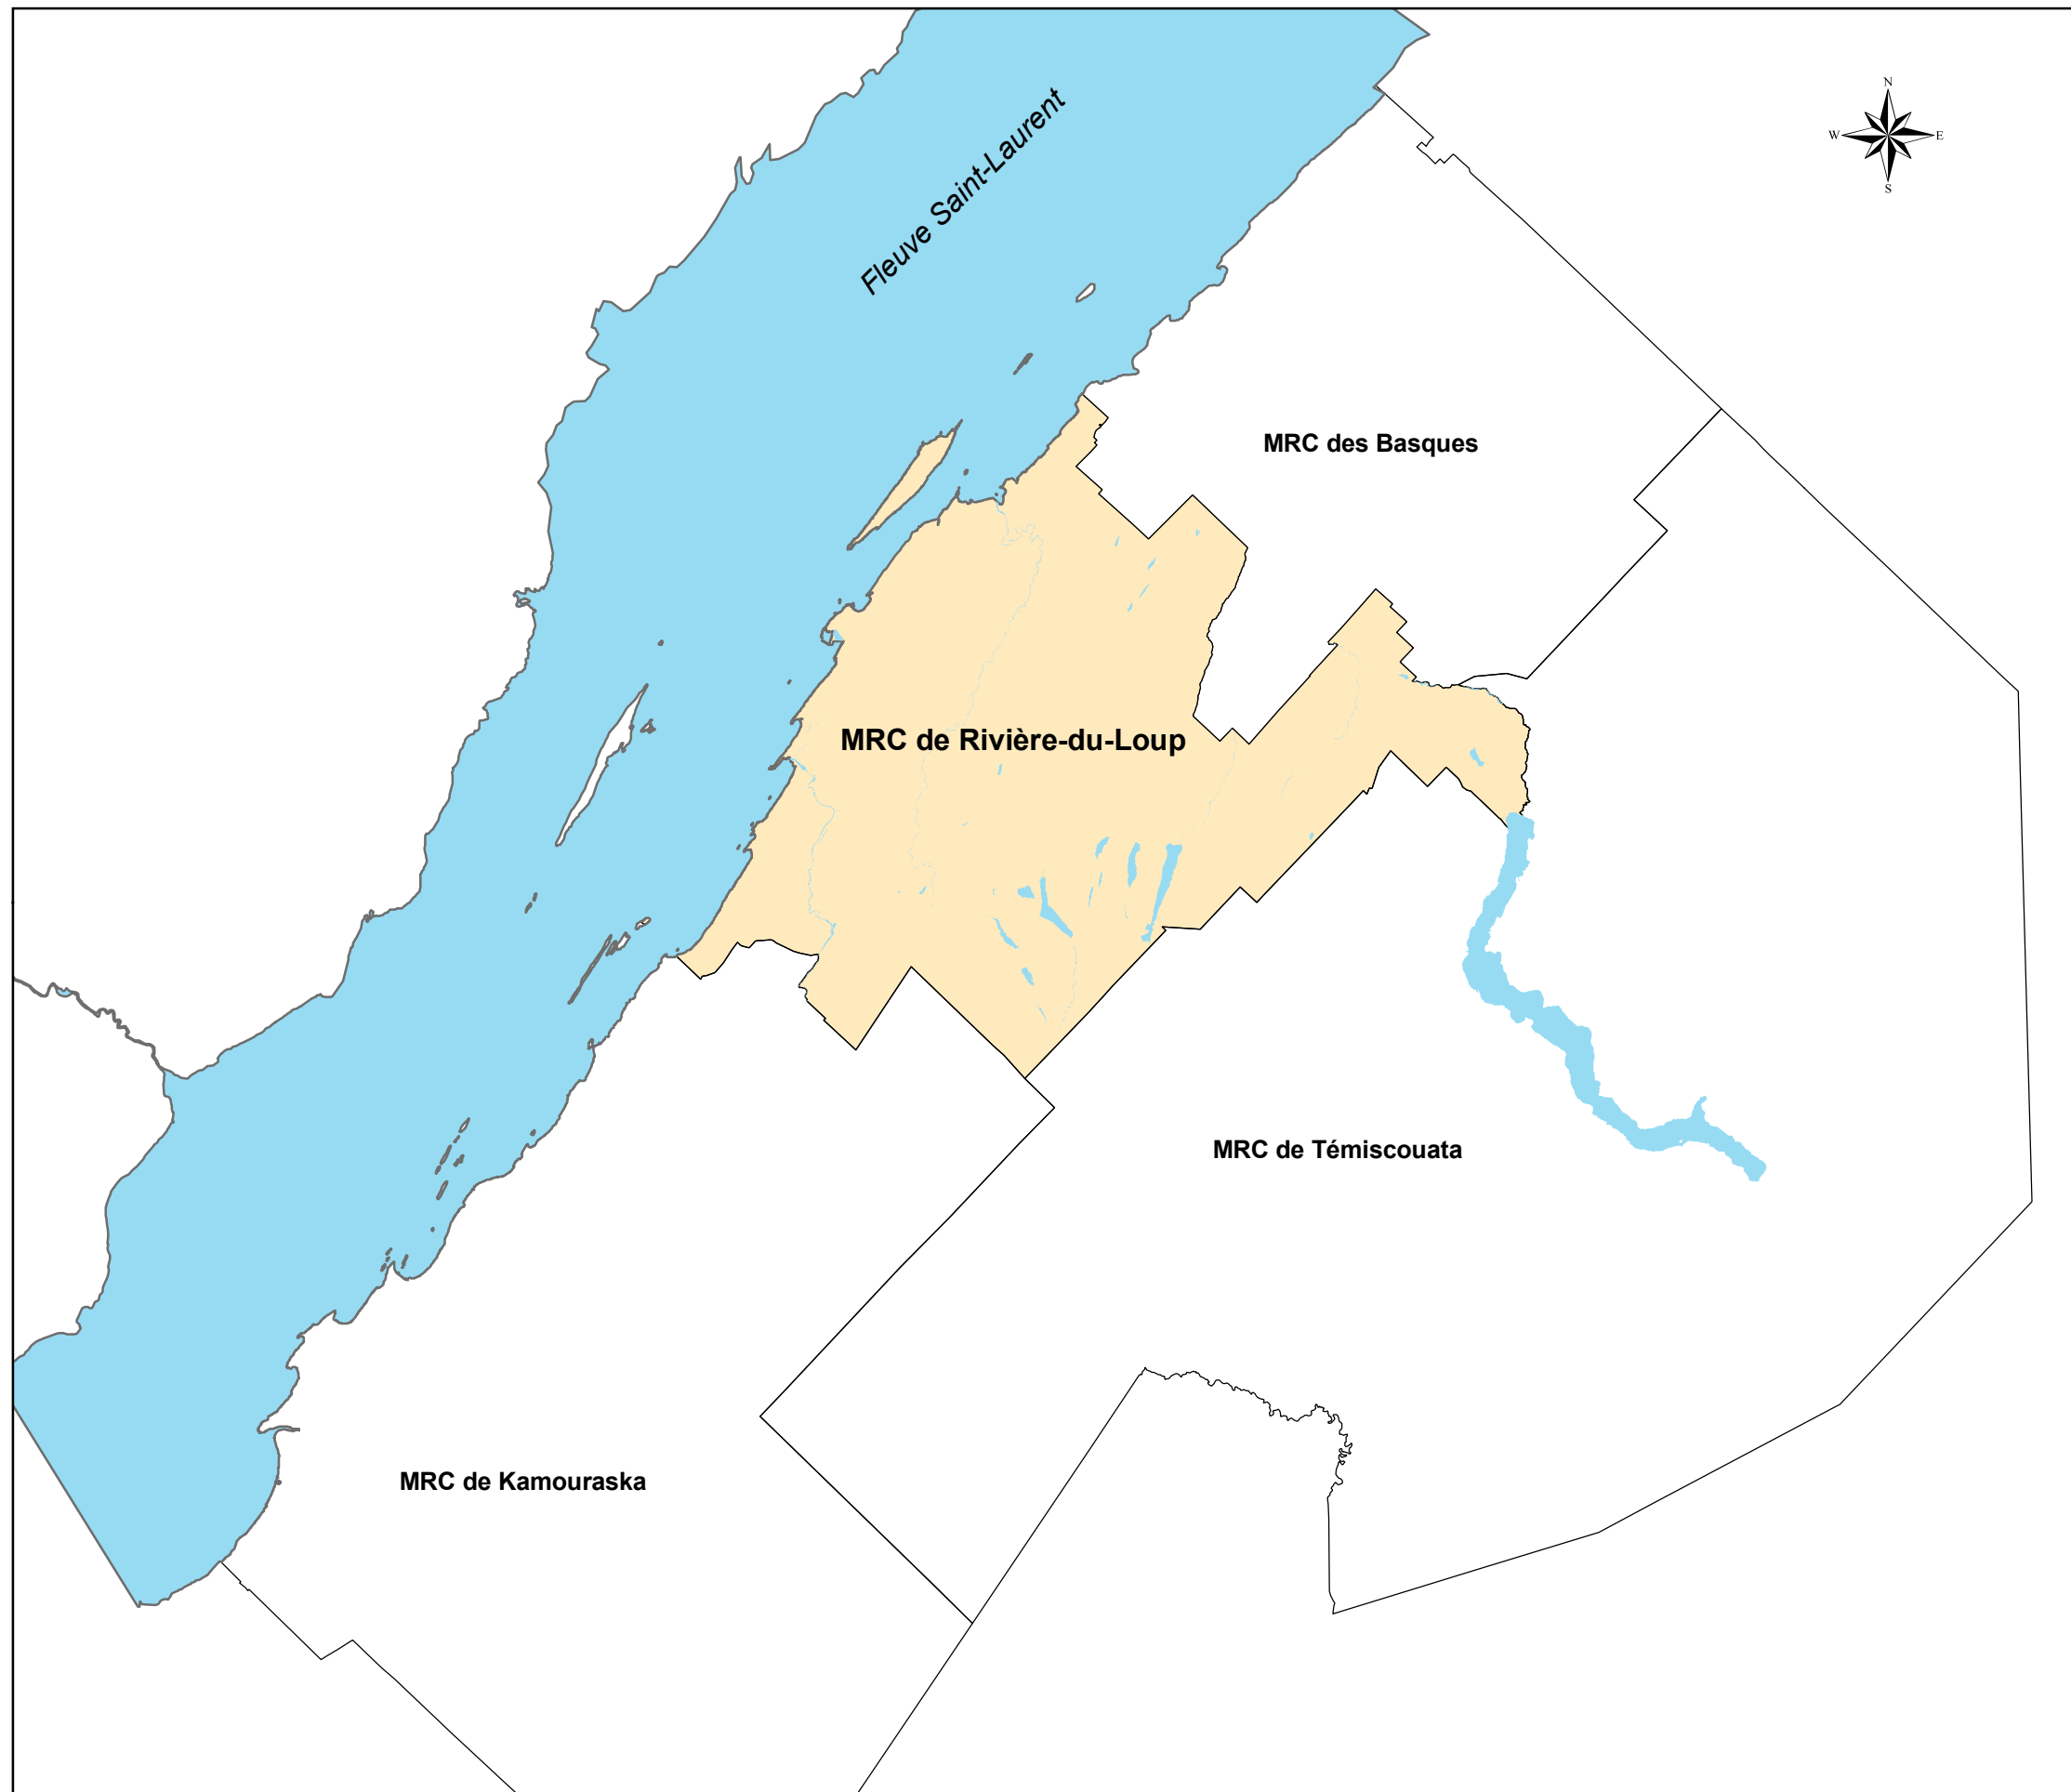 N
W E
S
Fleuve Saint-Laurent
MRC des Basques
MRC de Rivière-du-Loup
MRC de Témiscouata
MRC de Kamouraska